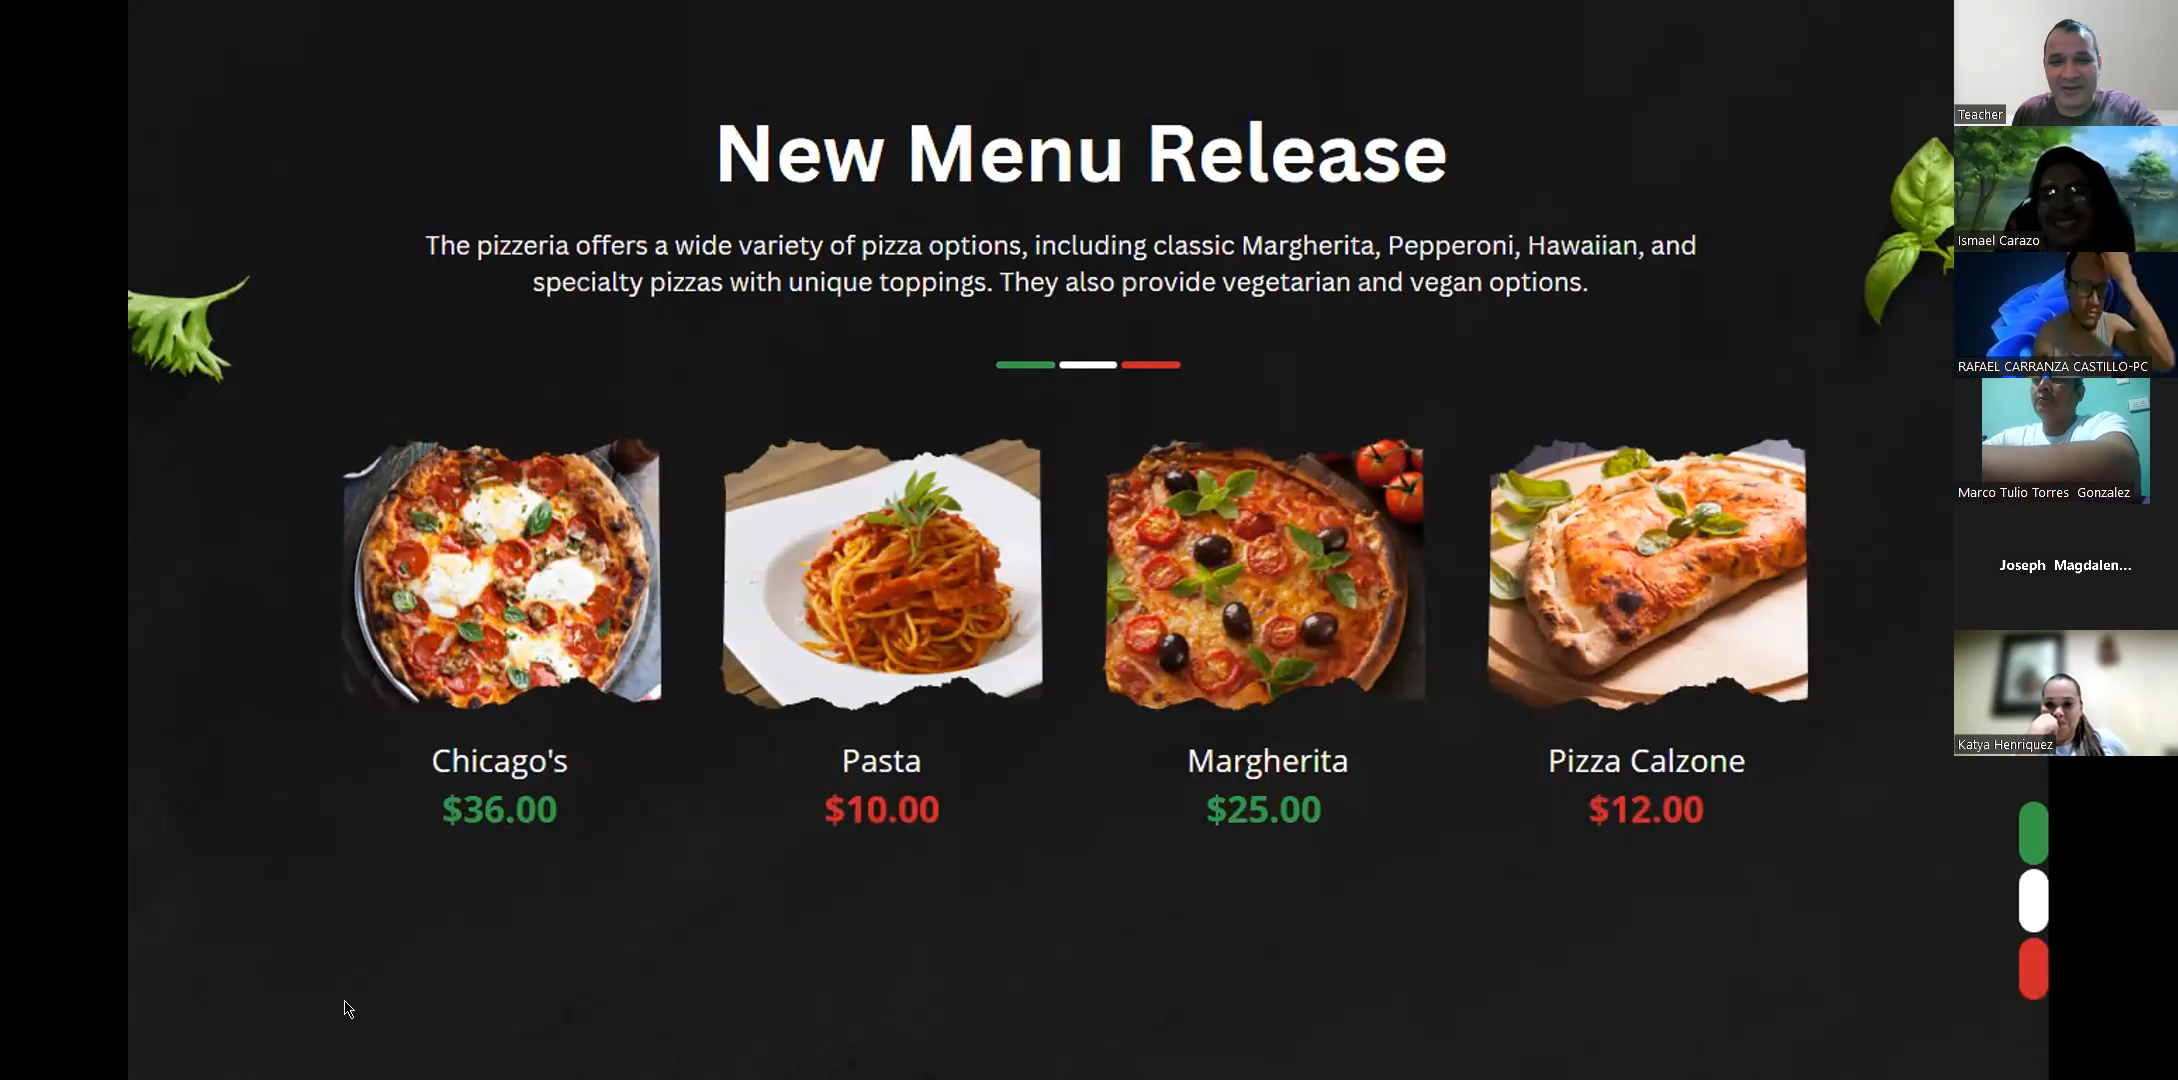 New Menu Release
The pizzeria offers a wide variety of pizza options, including classic Margherita, Pepperoni, Hawaiian, and
specialty pizzas with unique toppings. They also provide vegetarian and vegan options.
Chicago's
$36.00
Pasta
$10.00
Margherita
$25.00
Pizza Calzone
$12.00
Teacher
Ismael Carazo
RAFAEL CARRANZA CASTILLO-PC
Marco Tulio Torres Gonzalez
Joseph Magdalen...
Katya Henriquez